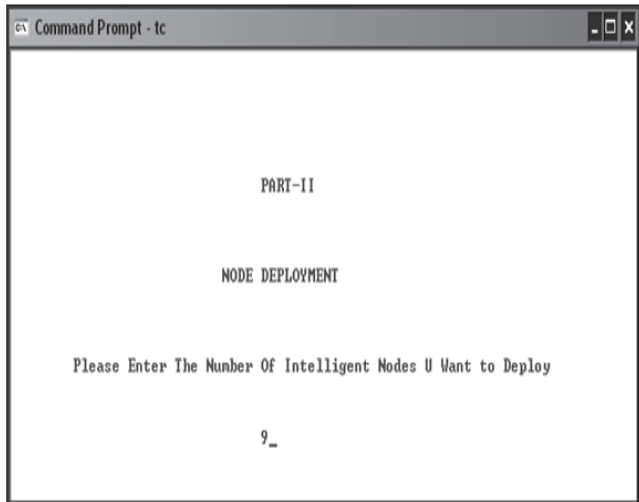 Command Prompt - tc
PART-II
NODE DEPLOYMENT
Please Enter The Number Of Intelligent Nodes U Want to Deploy
9_